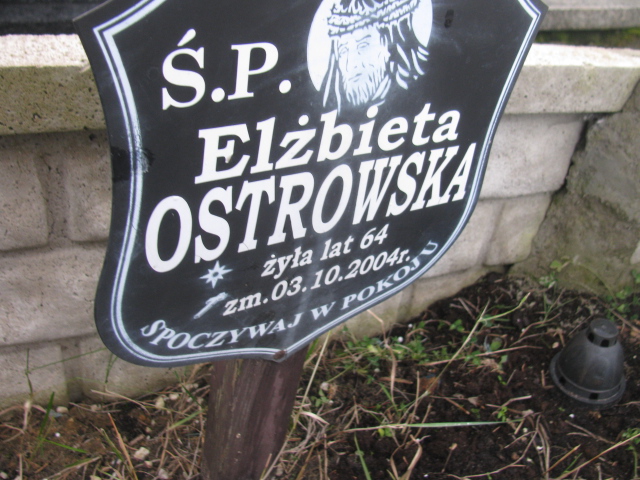 Ś.P.
Elżbieta
OSTROWSKA
żyła lat 64
zm.03.10.2004r.
SPOCZYWAJ W POKOJU